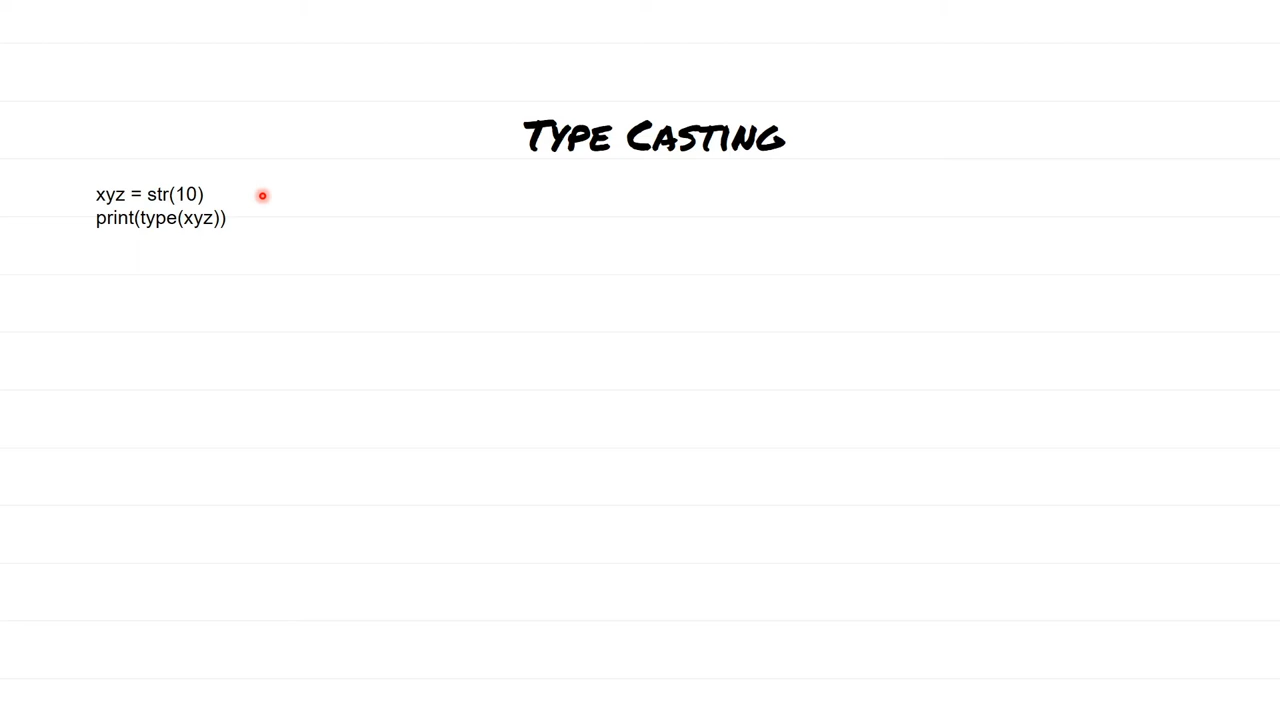 Type Casting
xyz = str(10)
print(type(xyz))